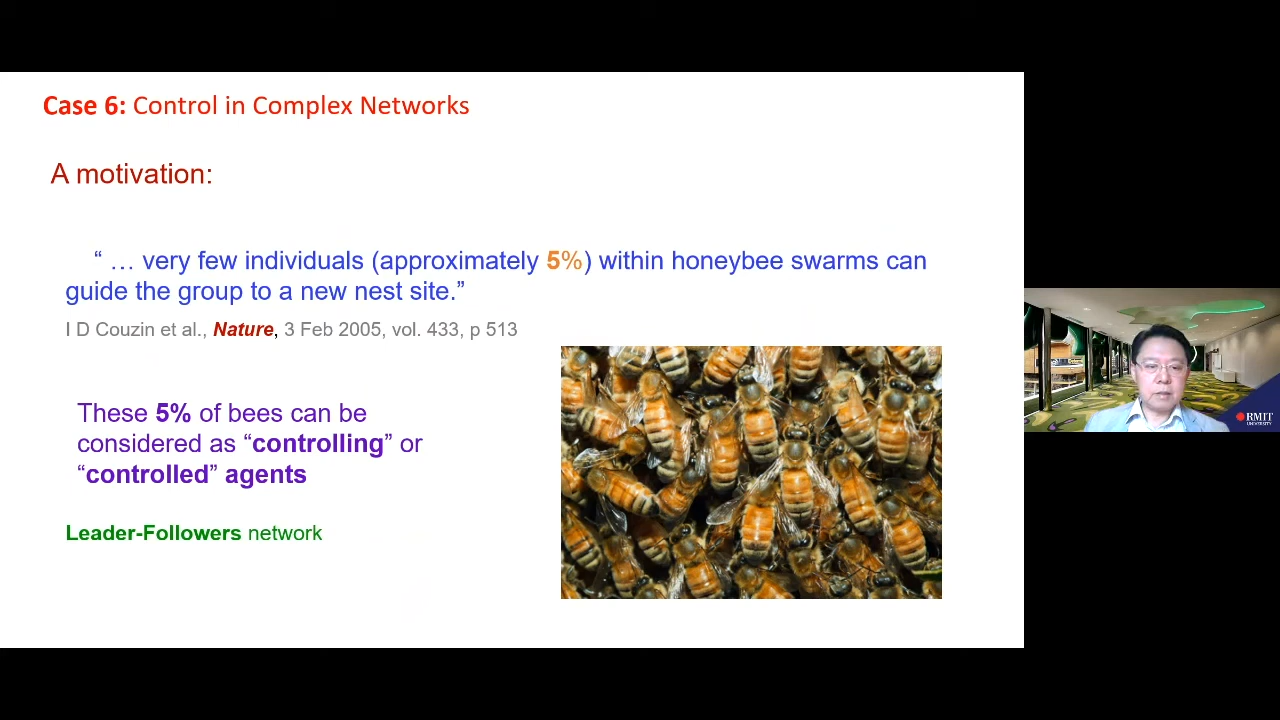 Case 6: Control in Complex Networks
A motivation:
“ … very few individuals (approximately 5%) within honeybee swarms can
guide the group to a new nest site.”
I D Couzin et al., Nature, 3 Feb 2005, vol. 433, p 513
These 5% of bees can be
considered as “controlling” or
“controlled” agents
Leader-Followers network
RMIT
UNIVERSITY